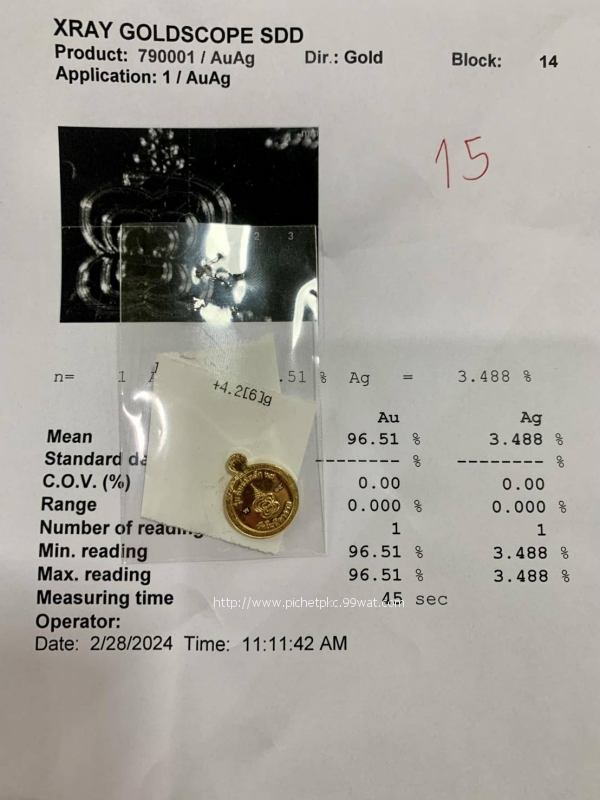 XRAY GOLDSCOPE SDD
Product: 790001 / AuAg Dir.: Gold Block: 14
Application: 1 / AuAg
15
2 3
n= 1 .51 % Ag = 3.488 %
+4.2[6]g
Au Ag
Mean 96.51 % 3.488 %
Standard -------- % -------- %
C.O.V. (%) 0.00 0.00
Range 0.000 % 0.000 %
Number of 1 1
Min. reading 96.51 % 3.488 %
Max. reading 96.51 % 3.488 %
Measuring time 45 sec
http://www.pichetpkc.99wat.com
Operator:
Date: 2/28/2024 Time: 11:11:42 AM